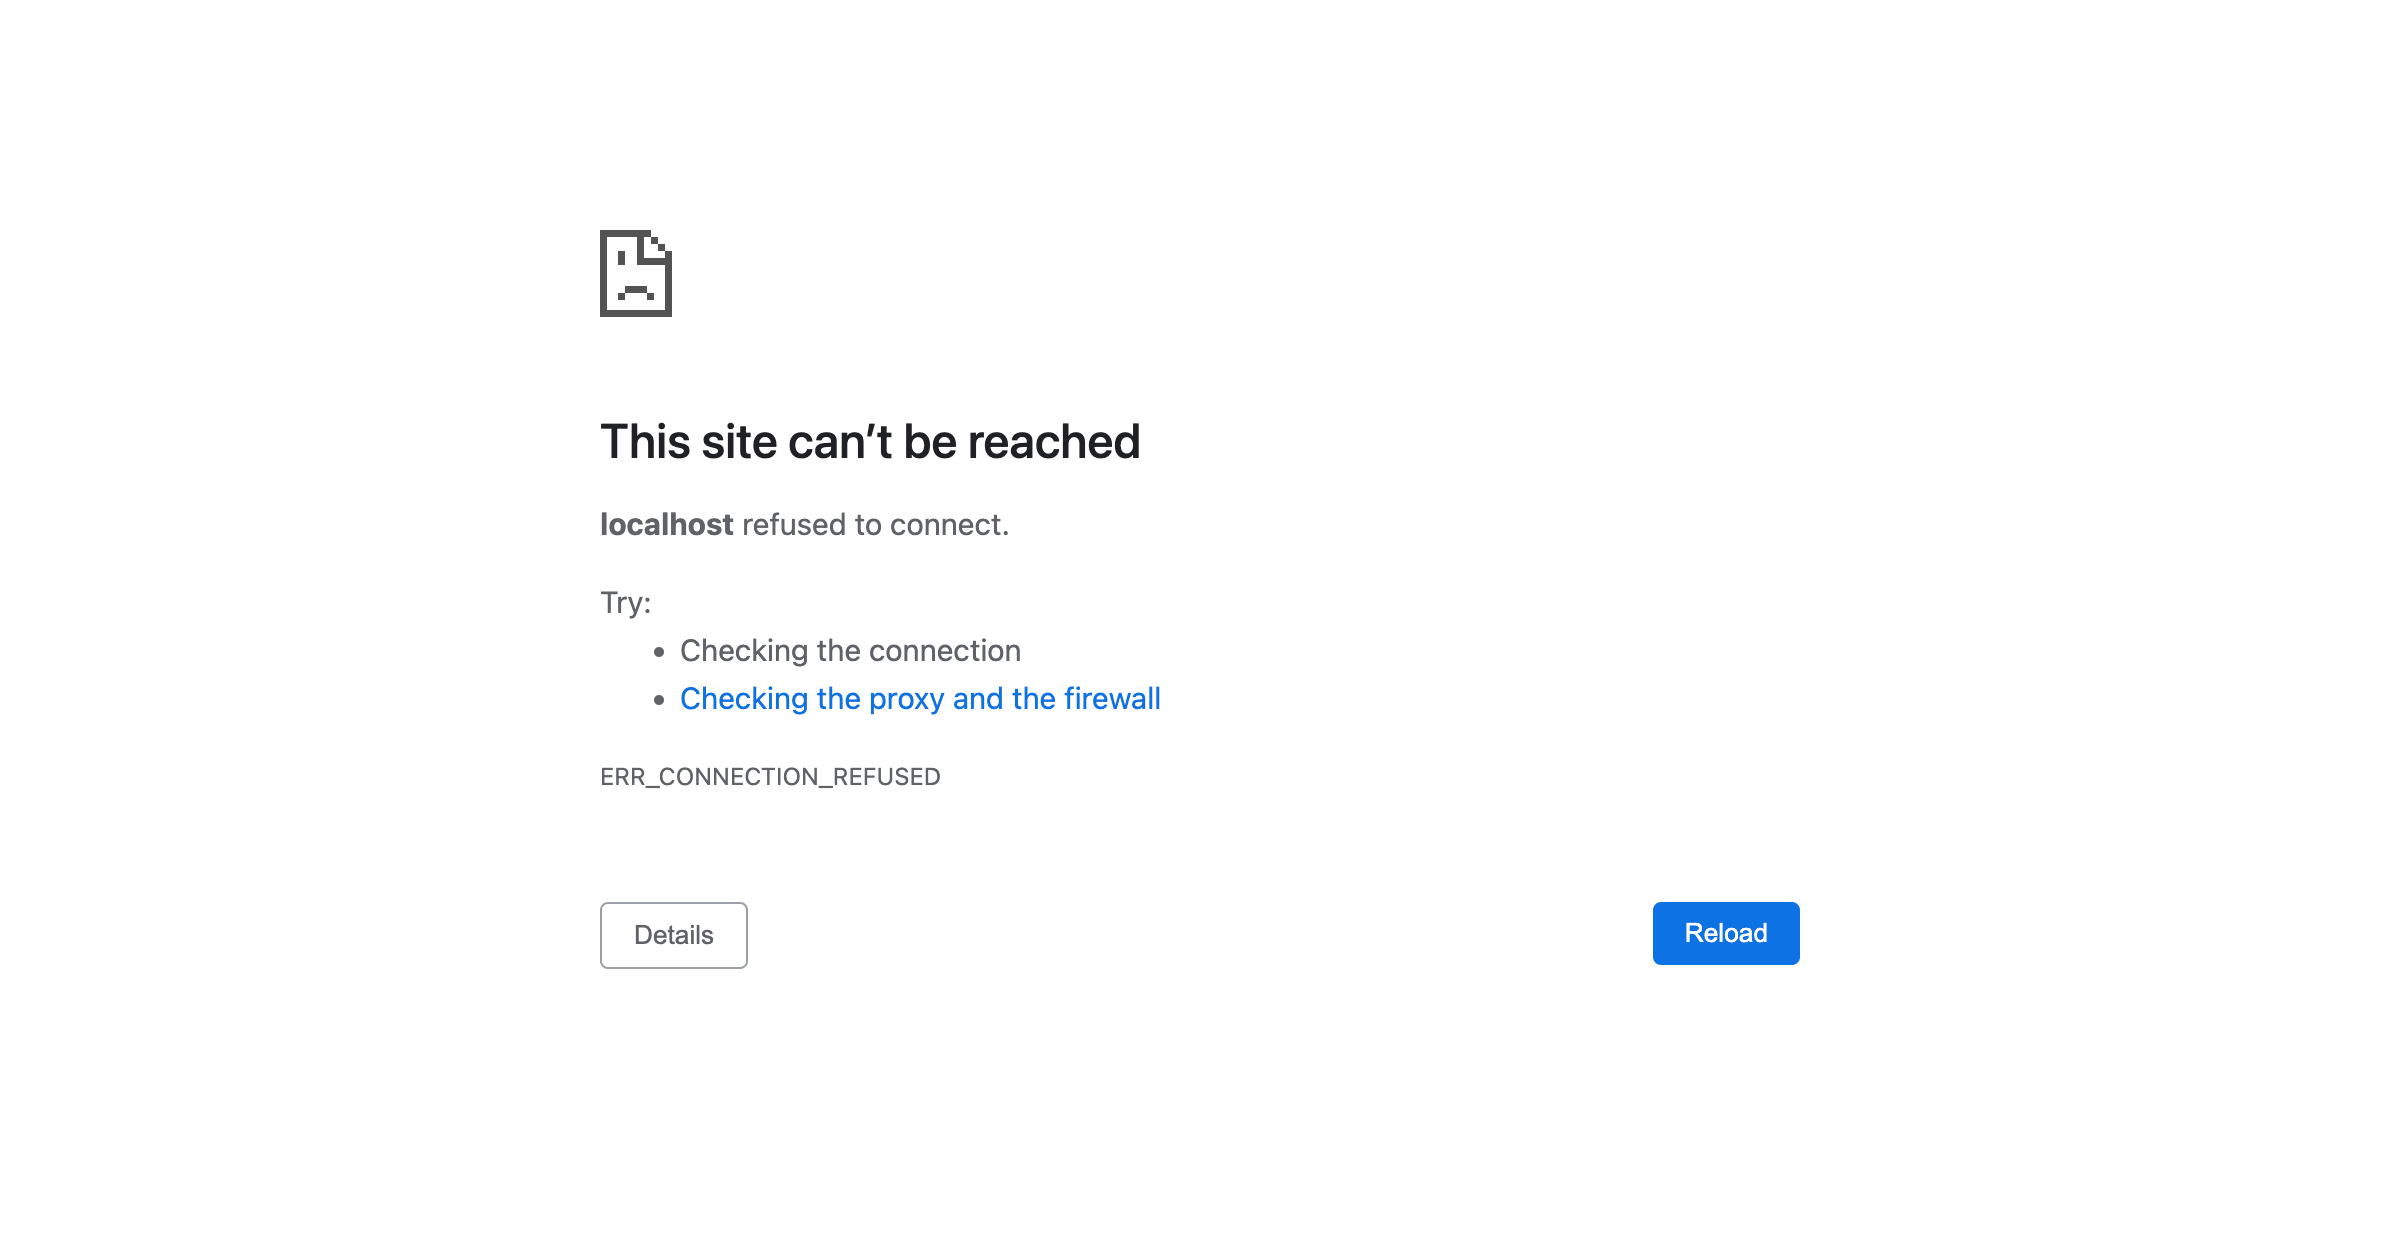 This site can’t be reached
localhost refused to connect.
Try:
Checking the connection
Checking the proxy and the firewall
ERR_CONNECTION_REFUSED
Details
Reload